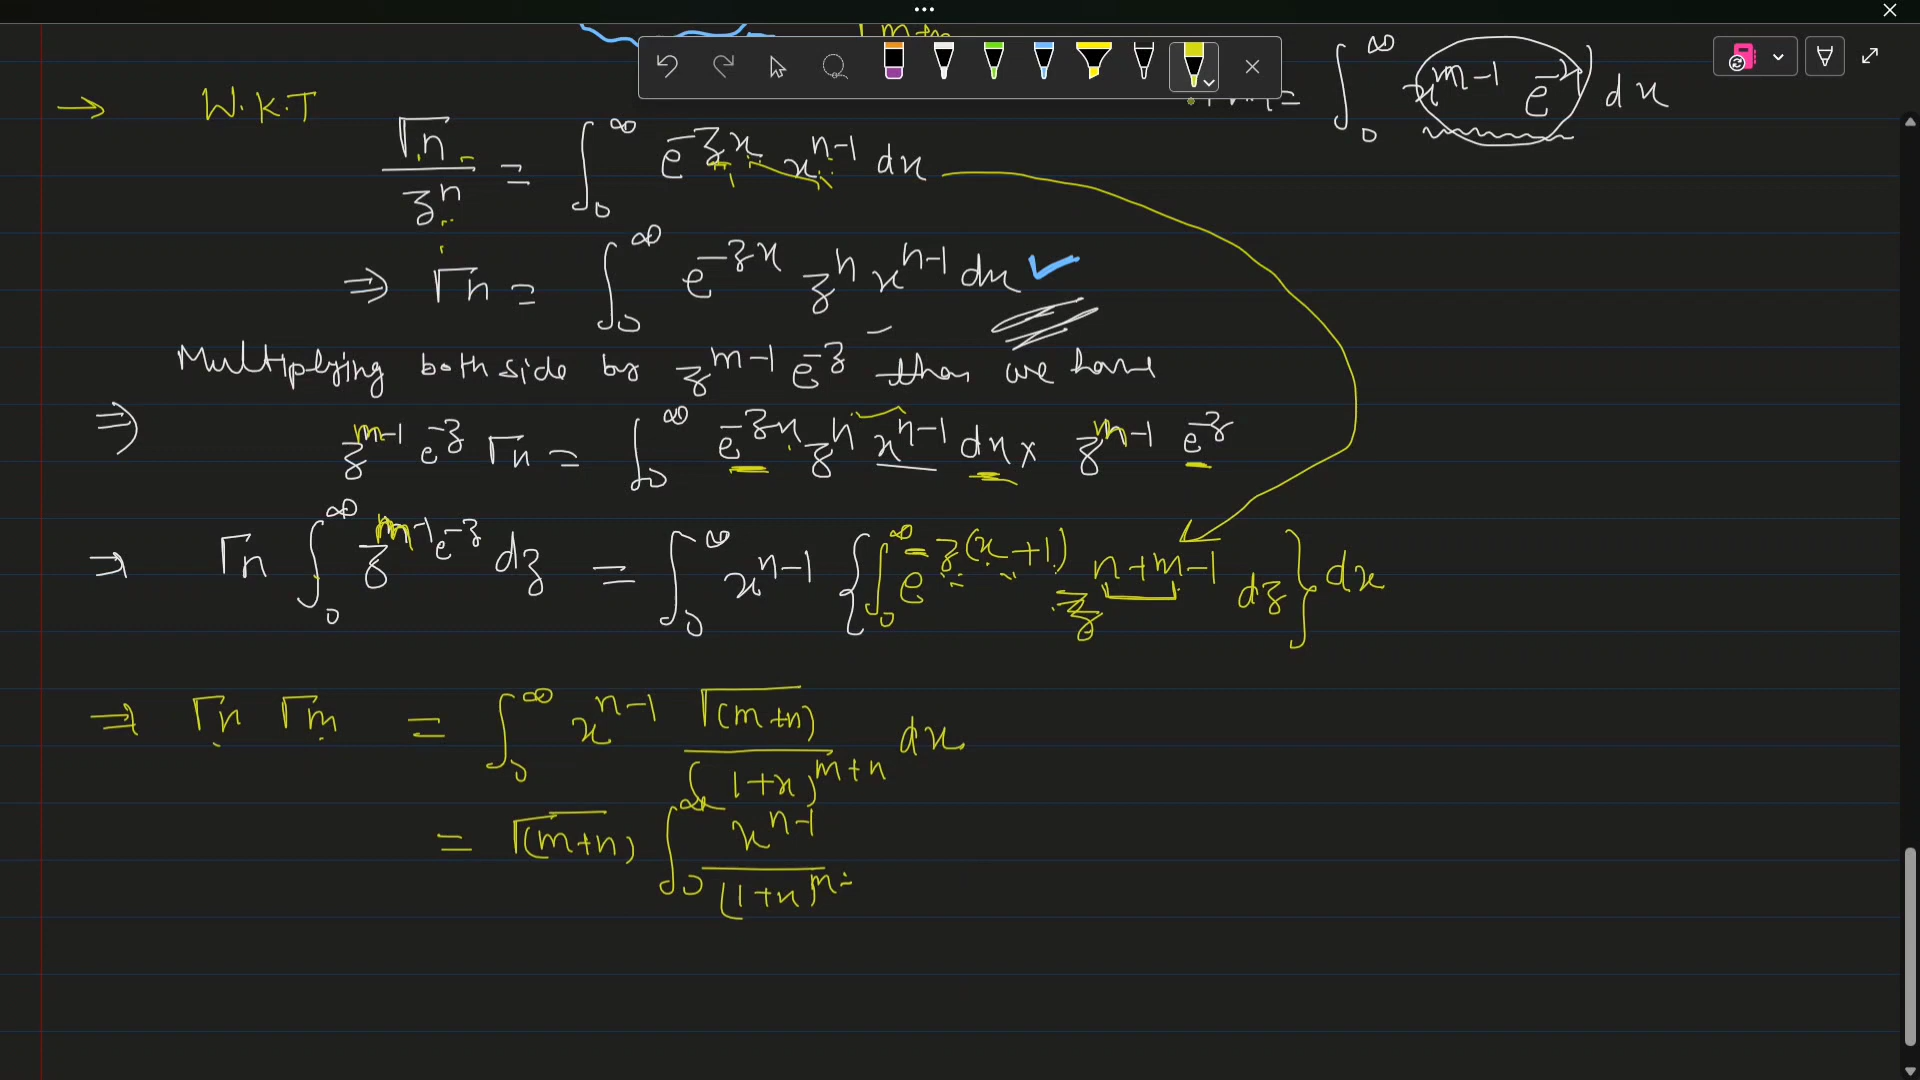 Γm+n
Γm = ∫₀^∞ x^{m-1} e^{-x} dx
→ W.K.T
Γn / z^n = ∫₀^∞ e^{-zx} x^{n-1} dx
⇒ Γn = ∫₀^∞ e^{-zx} z^n x^{n-1} dx ✓
Multiplying both side by z^{m-1} e^{-z} then we have
⇒ z^{m-1} e^{-z} Γn = ∫₀^∞ e^{-zx} z^n x^{n-1} dx × z^{m-1} e^{-z}
⇒ Γn ∫₀^∞ z^{m-1} e^{-z} dz = ∫₀^∞ x^{n-1} {∫₀^∞ e^{-z(x+1)} z^{n+m-1} dz} dx
⇒ Γn Γm = ∫₀^∞ x^{n-1} Γ(m+n) / (1+x)^{m+n} dx
= Γ(m+n) ∫₀^∞ x^{n-1} / (1+x)^{m